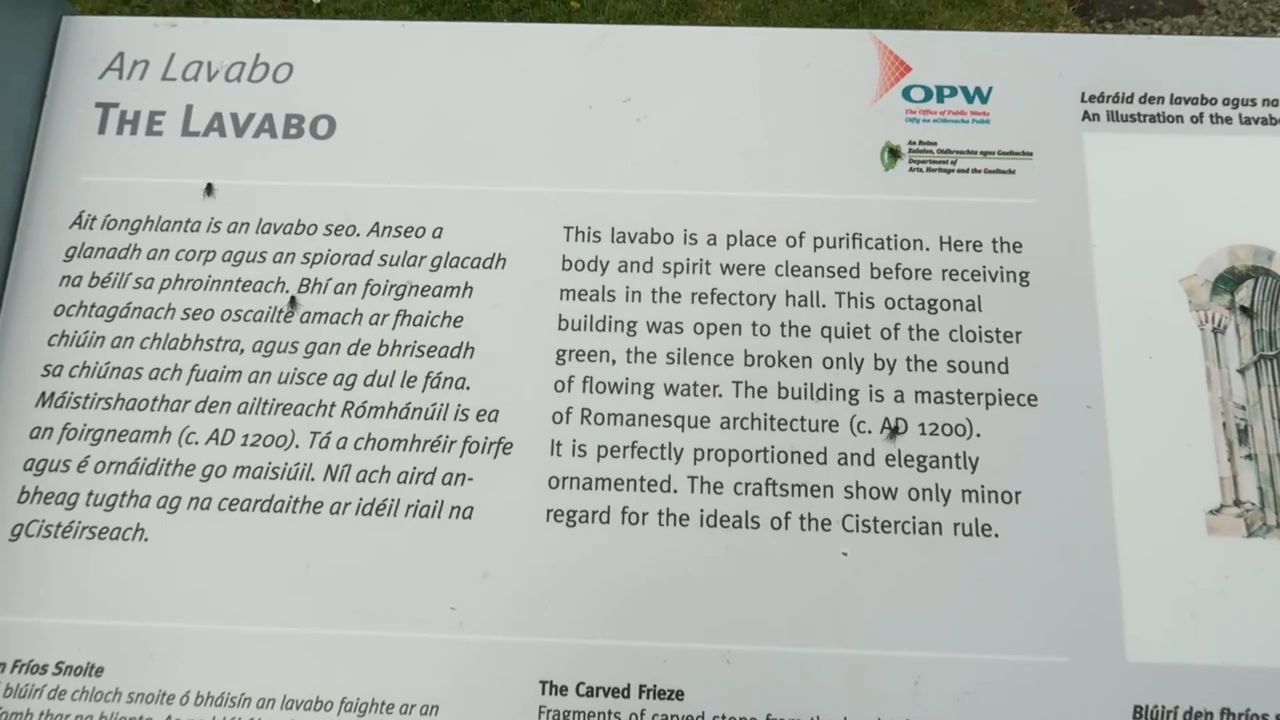 An Lavabo
THE LAVABO
OPW
The Office of Public Works
Oifig na nOibreacha Poiblí
An Roinn
Ealaíon, Oidhreachta agus Gaeltachta
Department of
Arts, Heritage and the Gaeltacht
Áit íonghlanta is an lavabo seo. Anseo a
glanadh an corp agus an spiorad sular glacadh
na béilí sa phroinnteach. Bhí an foirgneamh
ochtagánach seo oscailte amach ar fhaiche
chiúin an chlabhstra, agus gan de bhriseadh
sa chiúnas ach fuaim an uisce ag dul le fána.
Máistirshaothar den ailtireacht Rómhánúil is ea
an foirgneamh (c. AD 1200). Tá a chomhréir foirfe
agus é ornáidithe go maisiúil. Níl ach aird an-
bheag tugtha ag na ceardaithe ar idéil riail na
gCistéirseach.
This lavabo is a place of purification. Here the
body and spirit were cleansed before receiving
meals in the refectory hall. This octagonal
building was open to the quiet of the cloister
green, the silence broken only by the sound
of flowing water. The building is a masterpiece
of Romanesque architecture (c. AD 1200).
It is perfectly proportioned and elegantly
ornamented. The craftsmen show only minor
regard for the ideals of the Cistercian rule.
Leáráid den lavabo agus na
An illustration of the lavab
Fríos Snoite
blúirí de chloch snoite ó bháisín an lavabo faighte ar an
thar na blianta.
The Carved Frieze
Fragments of carved stone from the
Blúirí den fhríos